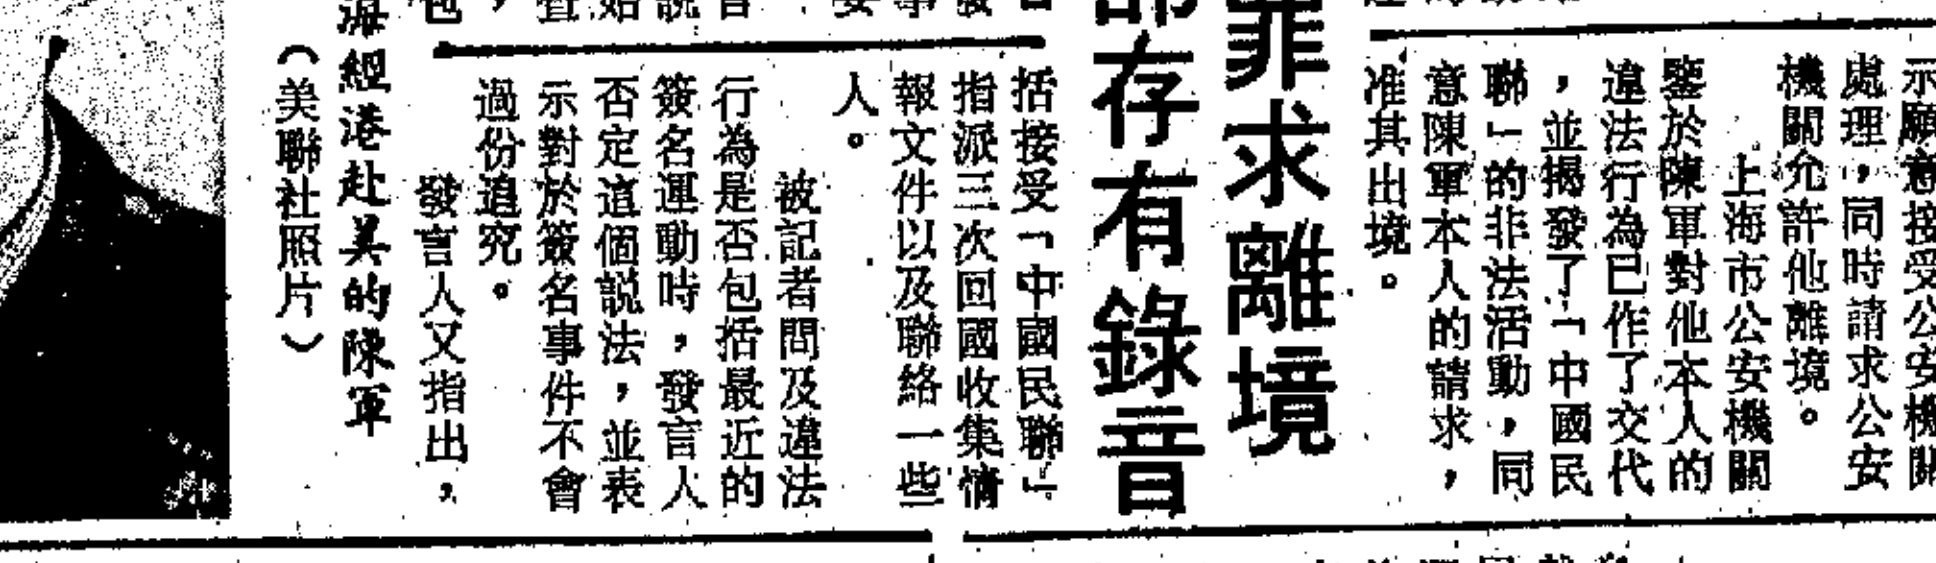 示願意接受公安機關
處理，同時請求公安
機關允許他離境。
上海市公安機關
鑒於陳軍對他本人的
違法行為已作了交代
，並揭發了「中國民
聯」的非法活動，同
意陳軍本人的請求，
准其出境。
罪求離境
部存有錄音
括接受「中國民聯」
指派三次回國收集情
報文件以及聯絡一些
人。
被記者問及違法
行為是否包括最近的
簽名運動時，發言人
否定這個說法，並表
示對於簽名事件不會
過份追究。
發言人又指出，
海經港赴美的陳軍
（美聯社照片）